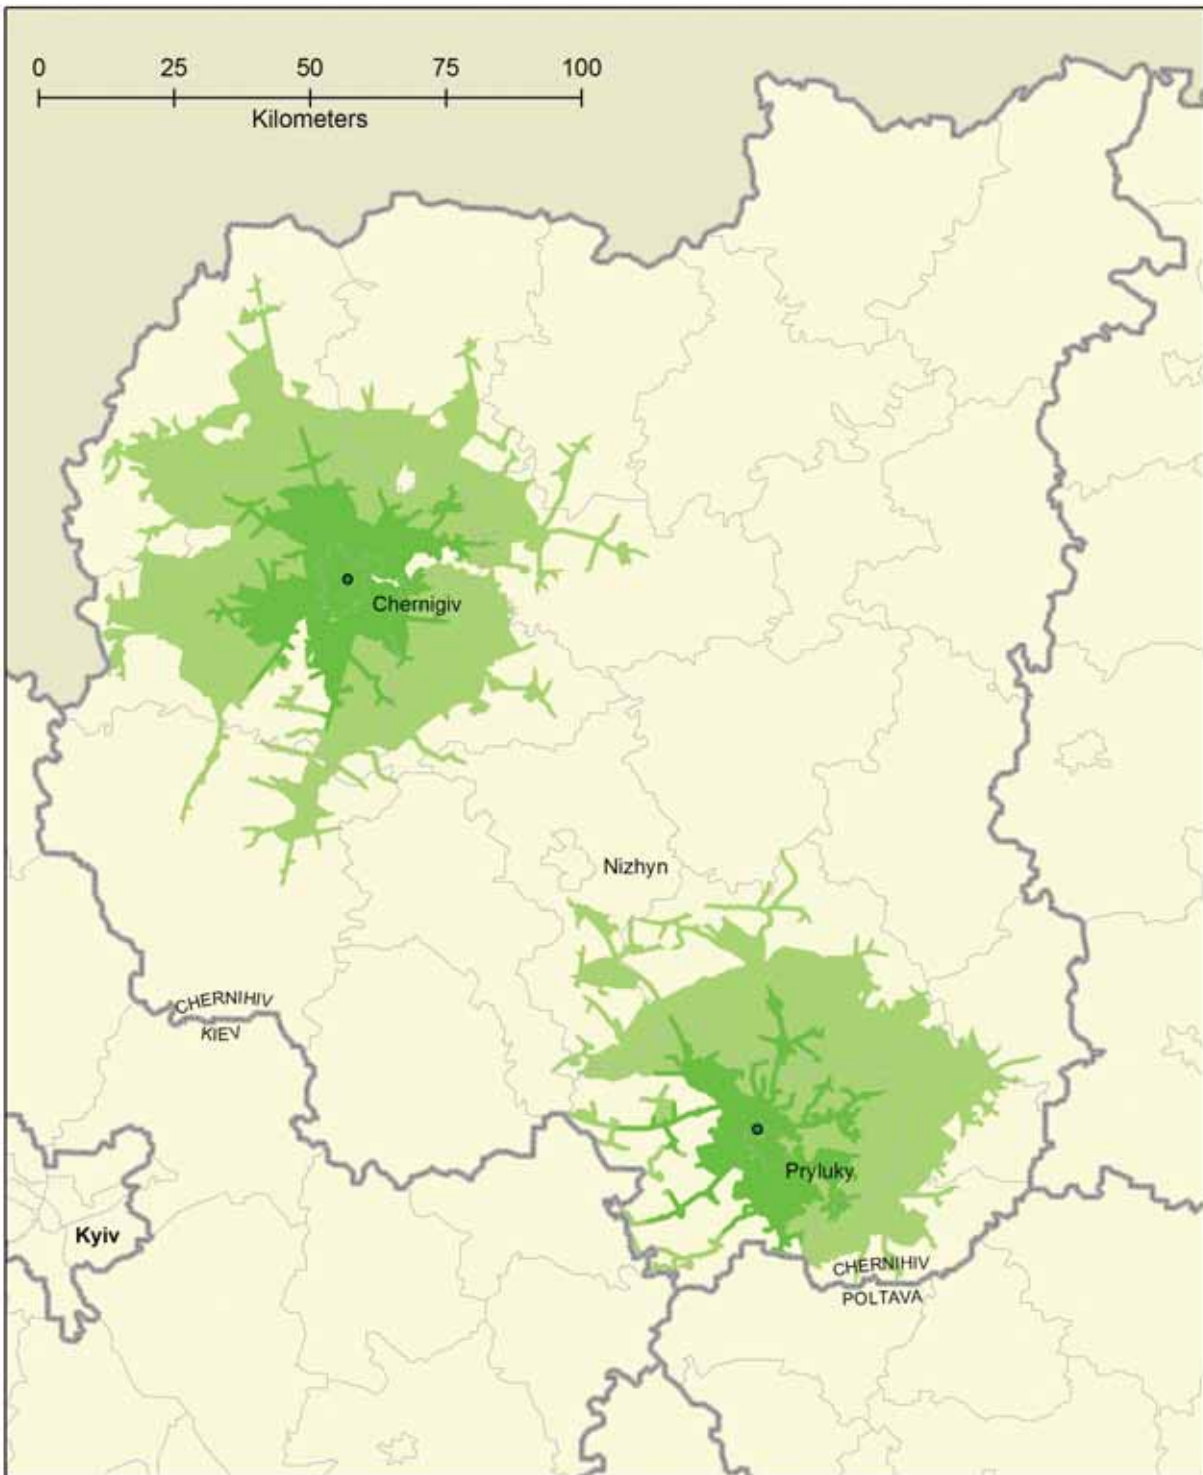 0 25 50 75 100
Kilometers
Chernigiv
Nizhyn
CHERNIHIV
KIEV
Pryluky
Kyiv
CHERNIHIV
POLTAVA